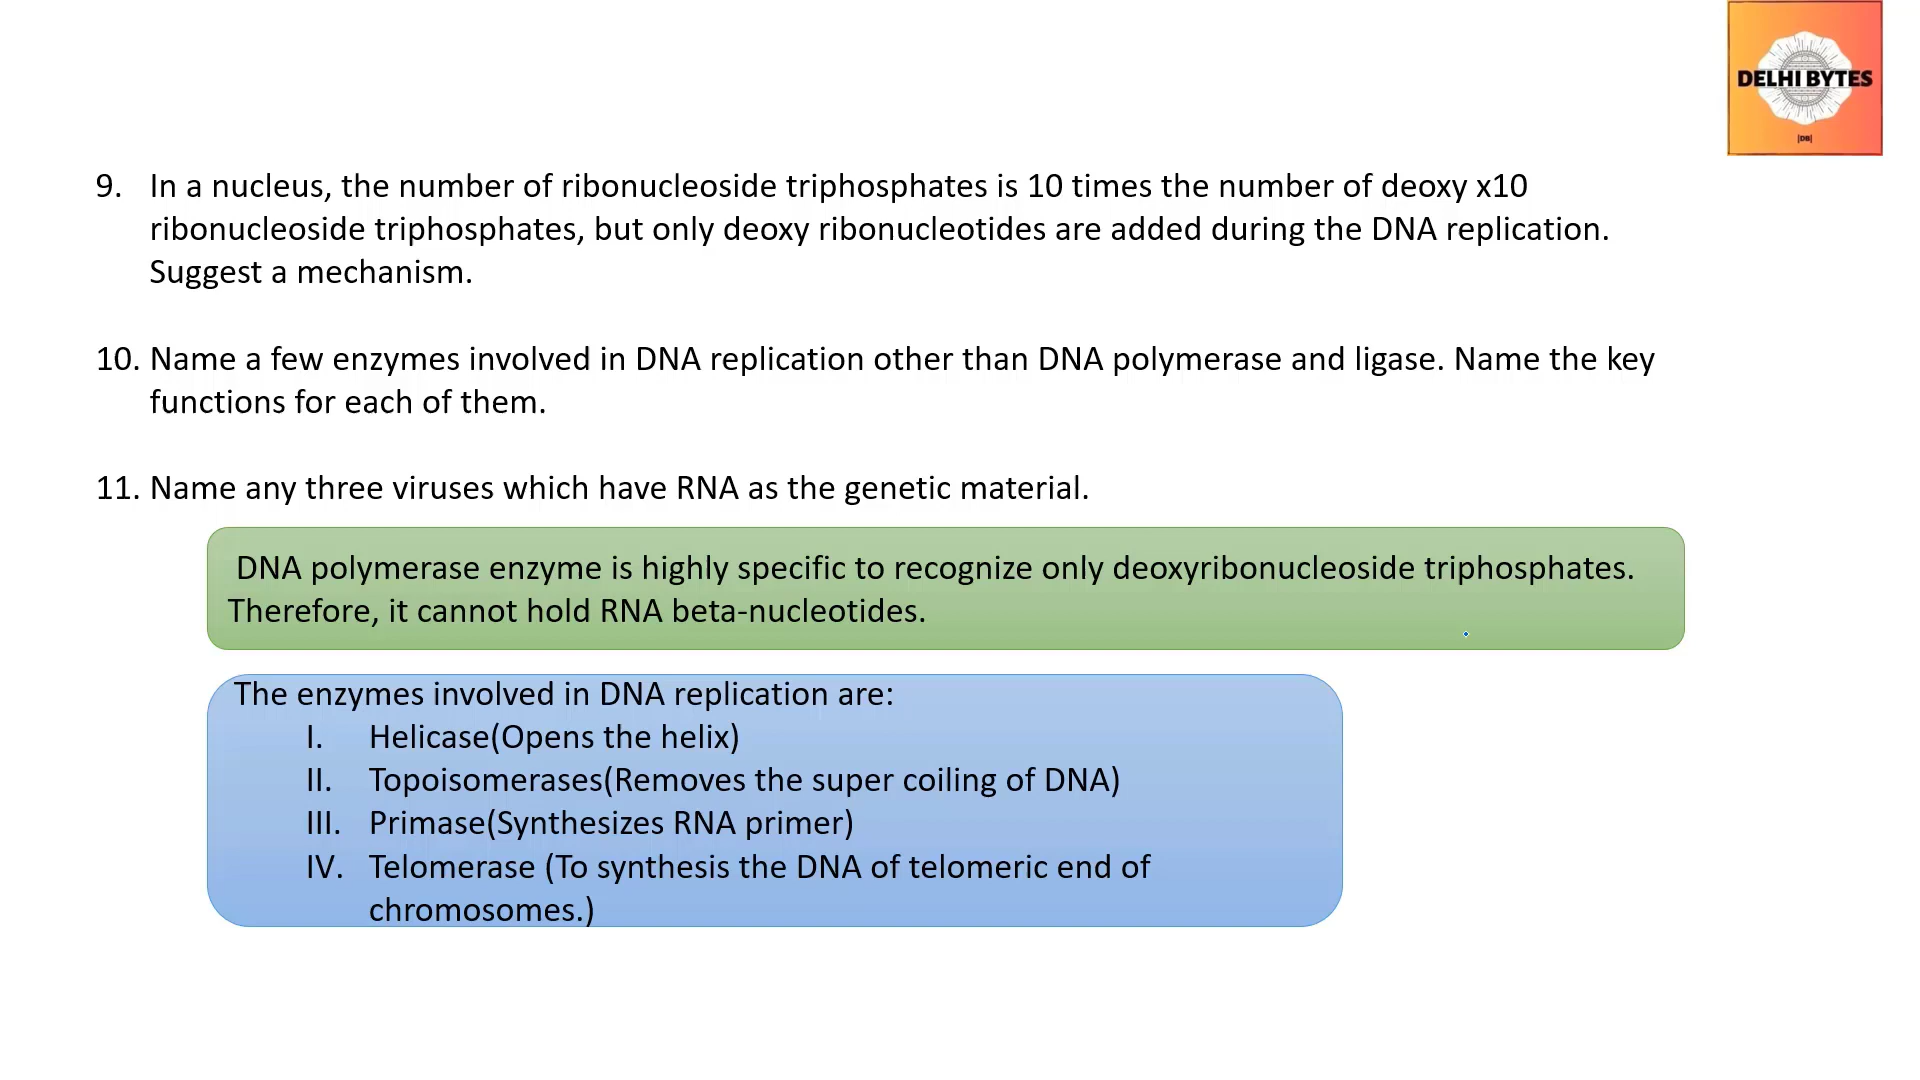 DELHI BYTES
|DB|
9. In a nucleus, the number of ribonucleoside triphosphates is 10 times the number of deoxy x10
ribonucleoside triphosphates, but only deoxy ribonucleotides are added during the DNA replication.
Suggest a mechanism.
10. Name a few enzymes involved in DNA replication other than DNA polymerase and ligase. Name the key
functions for each of them.
11. Name any three viruses which have RNA as the genetic material.
DNA polymerase enzyme is highly specific to recognize only deoxyribonucleoside triphosphates.
Therefore, it cannot hold RNA beta-nucleotides.
The enzymes involved in DNA replication are:
I. Helicase(Opens the helix)
II. Topoisomerases(Removes the super coiling of DNA)
III. Primase(Synthesizes RNA primer)
IV. Telomerase (To synthesis the DNA of telomeric end of
chromosomes.)